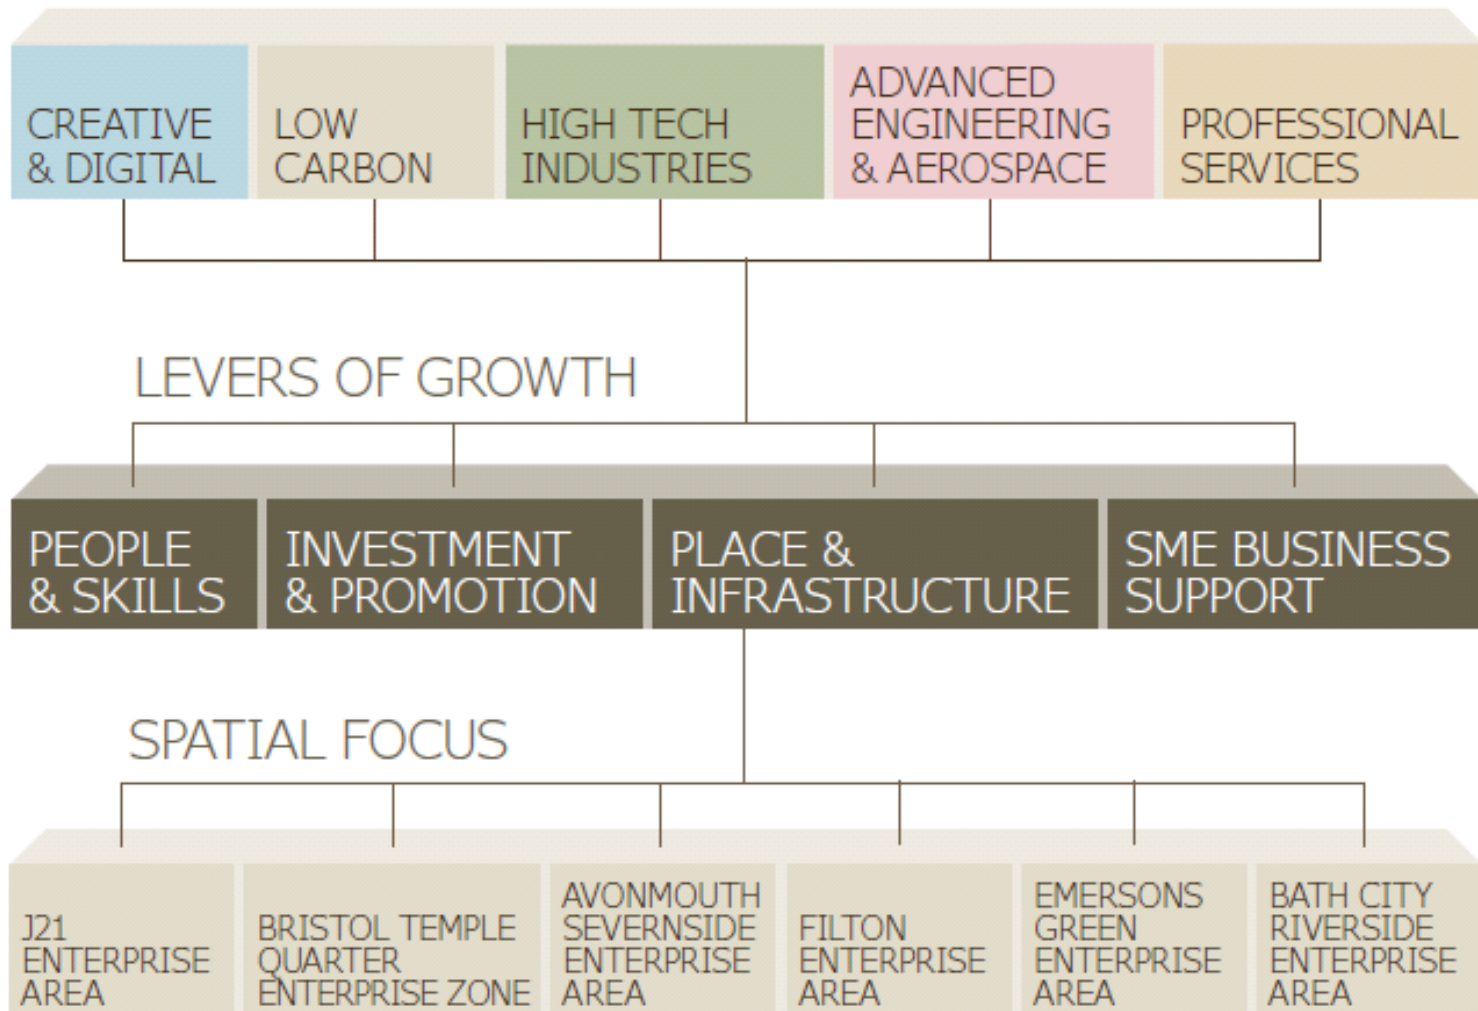 CREATIVE
& DIGITAL
LOW
CARBON
HIGH TECH
INDUSTRIES
ADVANCED
ENGINEERING
& AEROSPACE
PROFESSIONAL
SERVICES
LEVERS OF GROWTH
PEOPLE
& SKILLS
INVESTMENT
& PROMOTION
PLACE &
INFRASTRUCTURE
SME BUSINESS
SUPPORT
SPATIAL FOCUS
J21
ENTERPRISE
AREA
BRISTOL TEMPLE
QUARTER
ENTERPRISE ZONE
AVONMOUTH
SEVERNSIDE
ENTERPRISE
AREA
FILTON
ENTERPRISE
AREA
EMERSONS
GREEN
ENTERPRISE
AREA
BATH CITY
RIVERSIDE
ENTERPRISE
AREA